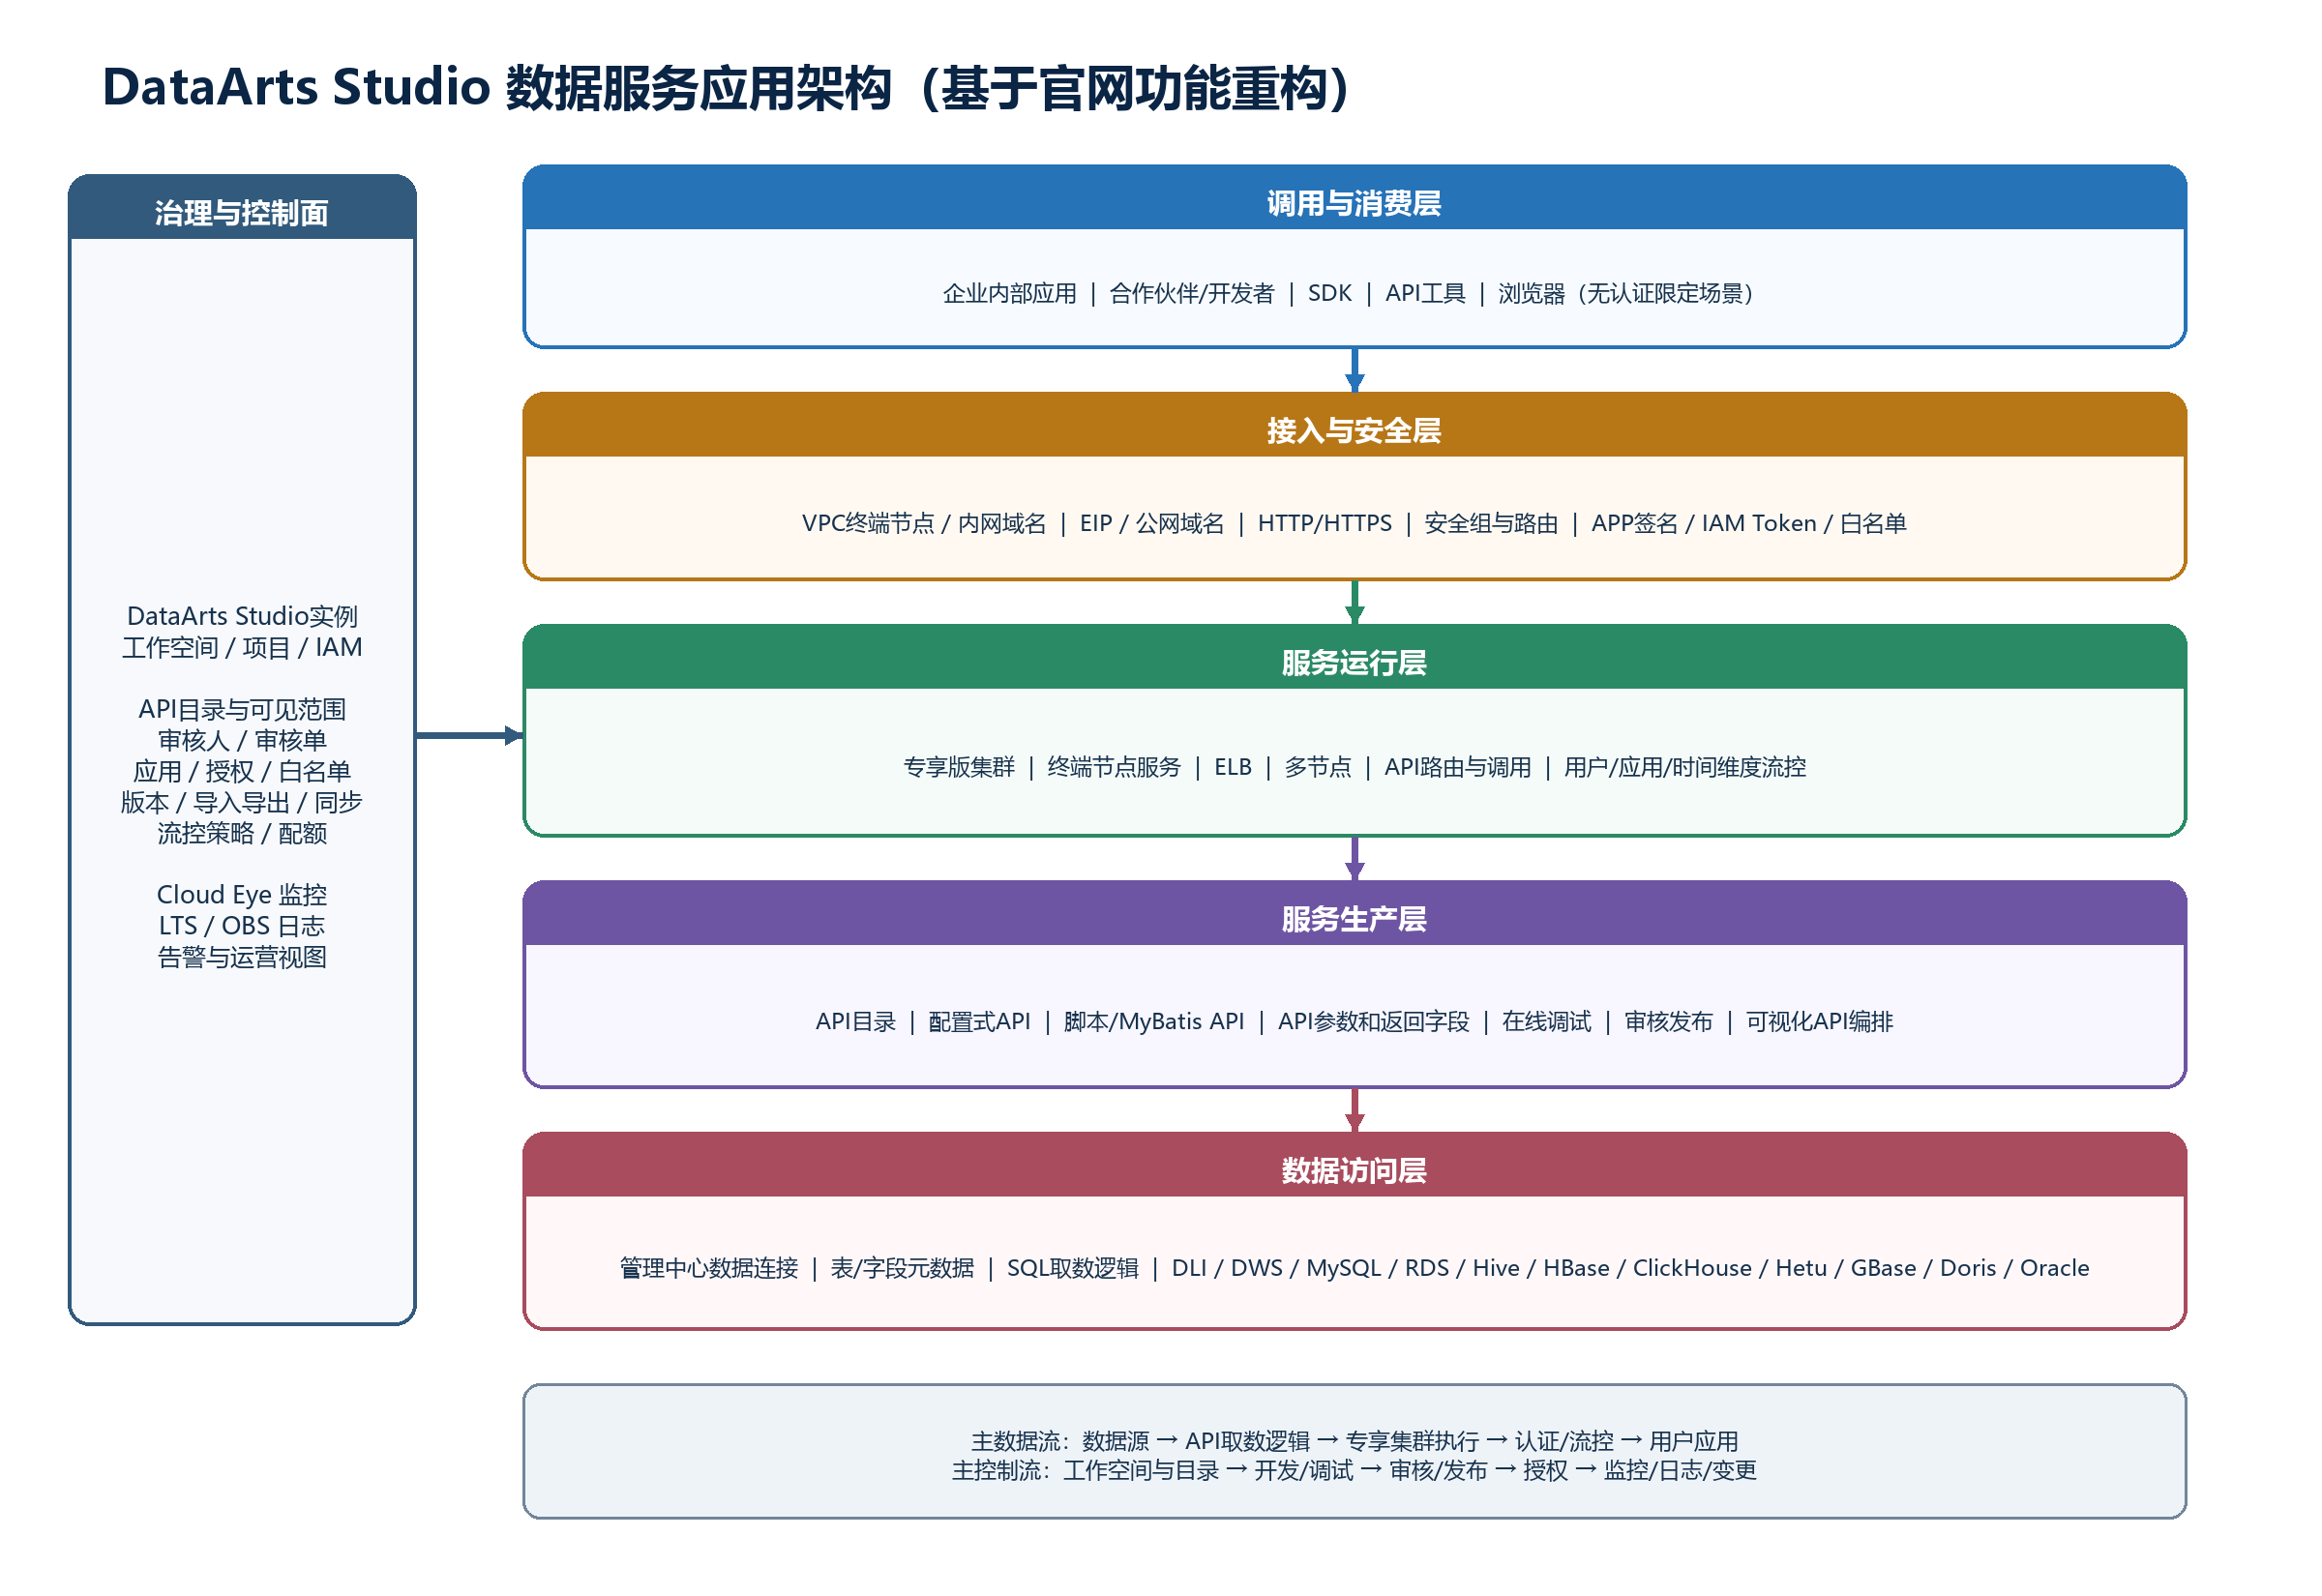 DataArts Studio 数据服务应用架构（基于官网功能重构）
治理与控制面
DataArts Studio实例
工作空间 / 项目 / IAM
API目录与可见范围
审核人 / 审核单
应用 / 授权 / 白名单
版本 / 导入导出 / 同步
流控策略 / 配额
Cloud Eye 监控
LTS / OBS 日志
告警与运营视图
调用与消费层
企业内部应用 | 合作伙伴/开发者 | SDK | API工具 | 浏览器（无认证限定场景）
接入与安全层
VPC终端节点 / 内网域名 | EIP / 公网域名 | HTTP/HTTPS | 安全组与路由 | APP签名 / IAM Token / 白名单
服务运行层
专享版集群 | 终端节点服务 | ELB | 多节点 | API路由与调用 | 用户/应用/时间维度流控
服务生产层
API目录 | 配置式API | 脚本/MyBatis API | API参数和返回字段 | 在线调试 | 审核发布 | 可视化API编排
数据访问层
管理中心数据连接 | 表/字段元数据 | SQL取数逻辑 | DLI / DWS / MySQL / RDS / Hive / HBase / ClickHouse / Hetu / GBase / Doris / Oracle
主数据流：数据源 → API取数逻辑 → 专享集群执行 → 认证/流控 → 用户应用
主控制流：工作空间与目录 → 开发/调试 → 审核/发布 → 授权 → 监控/日志/变更